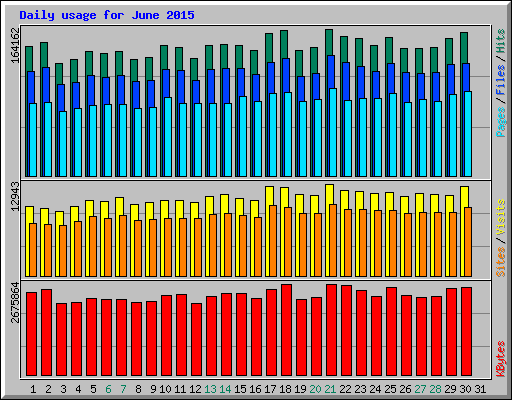 Daily usage for June 2015
164162
Pages / Files / Hits
12943
Sites / Visits
2675864
KBytes
1 2 3 4 5 6 7 8 9 10 11 12 13 14 15 16 17 18 19 20 21 22 23 24 25 26 27 28 29 30 31